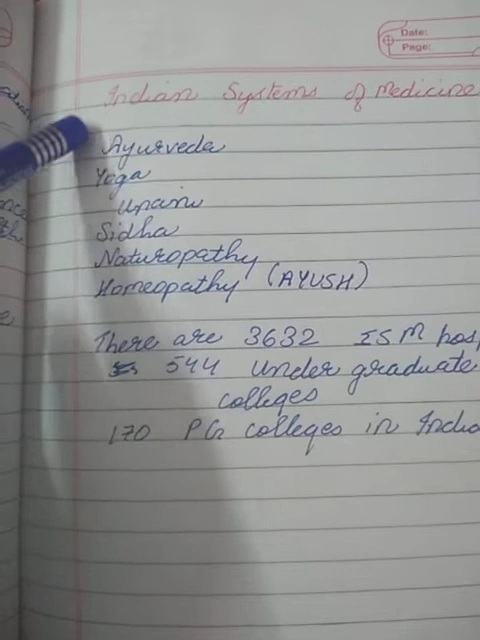 Date:
Page:
Indian Systems of Medicine
Ayurveda
Yoga
Unani
Sidha
Naturopathy
Homeopathy (AYUSH)
There are 3632 ISM hos
544 Under graduate
colleges
170 PG colleges in India